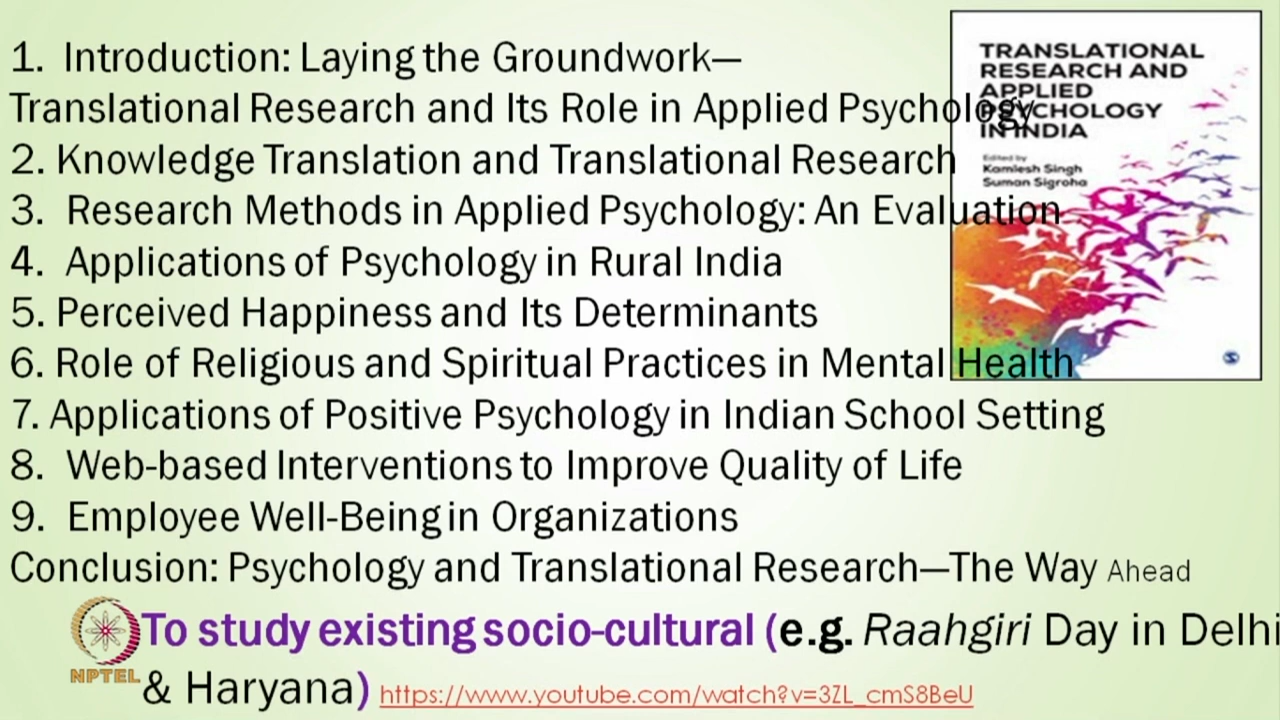 1. Introduction: Laying the Groundwork—
Translational Research and Its Role in Applied Psychology
2. Knowledge Translation and Translational Research
3. Research Methods in Applied Psychology: An Evaluation
4. Applications of Psychology in Rural India
5. Perceived Happiness and Its Determinants
6. Role of Religious and Spiritual Practices in Mental Health
7. Applications of Positive Psychology in Indian School Setting
8. Web-based Interventions to Improve Quality of Life
9. Employee Well-Being in Organizations
Conclusion: Psychology and Translational Research—The Way Ahead
To study existing socio-cultural (e.g. Raahgiri Day in Delhi
& Haryana) https://www.youtube.com/watch?v=3ZL_cmS8BeU
TRANSLATIONAL
RESEARCH AND
APPLIED
PSYCHOLOGY
IN INDIA
Edited by
Kamlesh Singh
Suman Sigroha
NPTEL